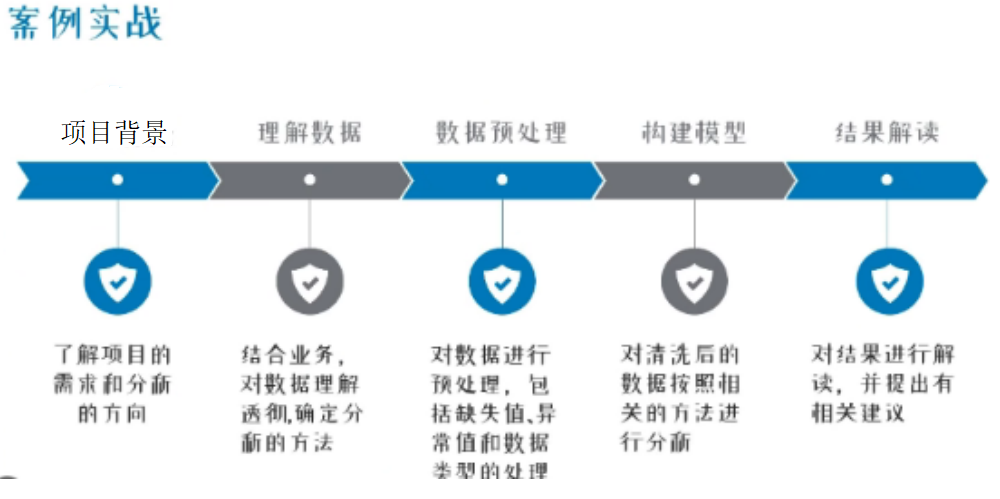 案例实战
项目背景
理解数据
数据预处理
构建模型
结果解读
了解项目的
需求和分析
的方向
结合业务，
对数据理解
透彻,确定分
析的方法
对数据进行
预处理，包
括缺失值、异
常值和数据
类型的处理
对清洗后的
数据按照相
关的方法进
行分析
对结果进行解
读，并提出有
相关建议